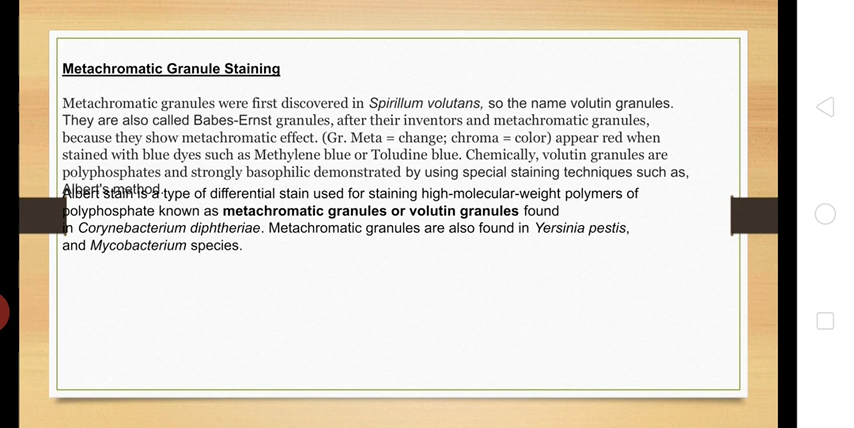 Metachromatic Granule Staining
Metachromatic granules were first discovered in Spirillum volutans, so the name volutin granules.
They are also called Babes-Ernst granules, after their inventors and metachromatic granules,
because they show metachromatic effect. (Gr. Meta = change; chroma = color) appear red when
stained with blue dyes such as Methylene blue or Toludine blue. Chemically, volutin granules are
polyphosphates and strongly basophilic demonstrated by using special staining techniques such as,
Albert's method.
Albert stain is a type of differential stain used for staining high-molecular-weight polymers of
polyphosphate known as metachromatic granules or volutin granules found
in Corynebacterium diphtheriae. Metachromatic granules are also found in Yersinia pestis,
and Mycobacterium species.